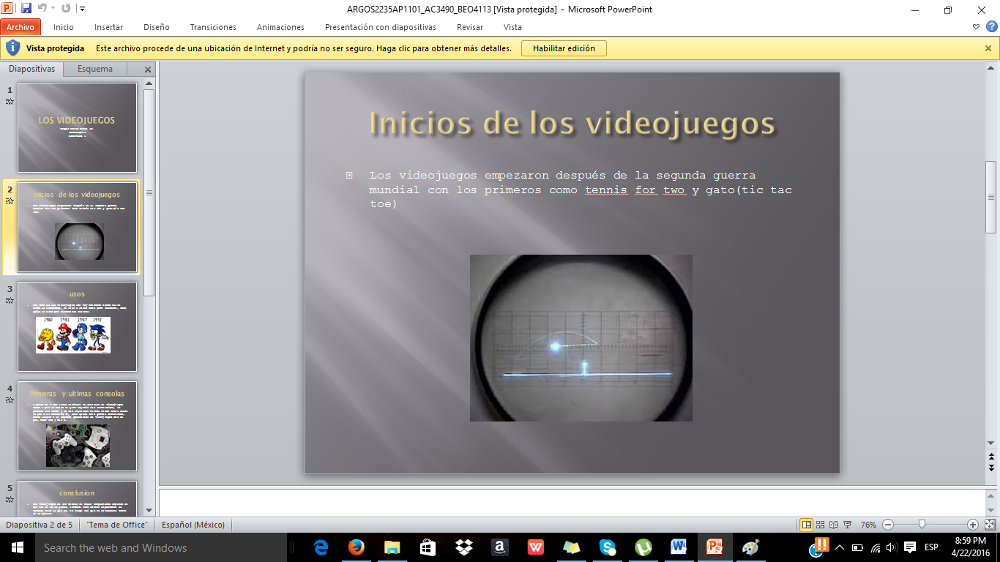 ARGOS2235AP1101_AC3490_BEO4113 [Vista protegida] - Microsoft PowerPoint
Archivo Inicio Insertar Diseño Transiciones Animaciones Presentación con diapositivas Revisar Vista
Vista protegida Este archivo procede de una ubicación de Internet y podría no ser seguro. Haga clic para obtener más detalles. Habilitar edición
Diapositivas Esquema
1
LOS VIDEOJUEGOS
2
Inicios de los videojuegos
3
usos
1980 1981 1987 1991
4
Primeras y ultimas consolas
5
conclusion
Inicios de los videojuegos
Los videojuegos empezaron después de la segunda guerra
mundial con los primeros como tennis for two y gato(tic tac
toe)
Diapositiva 2 de 5 "Tema de Office" Español (México) 76%
Search the web and Windows
ESP
8:59 PM
4/22/2016